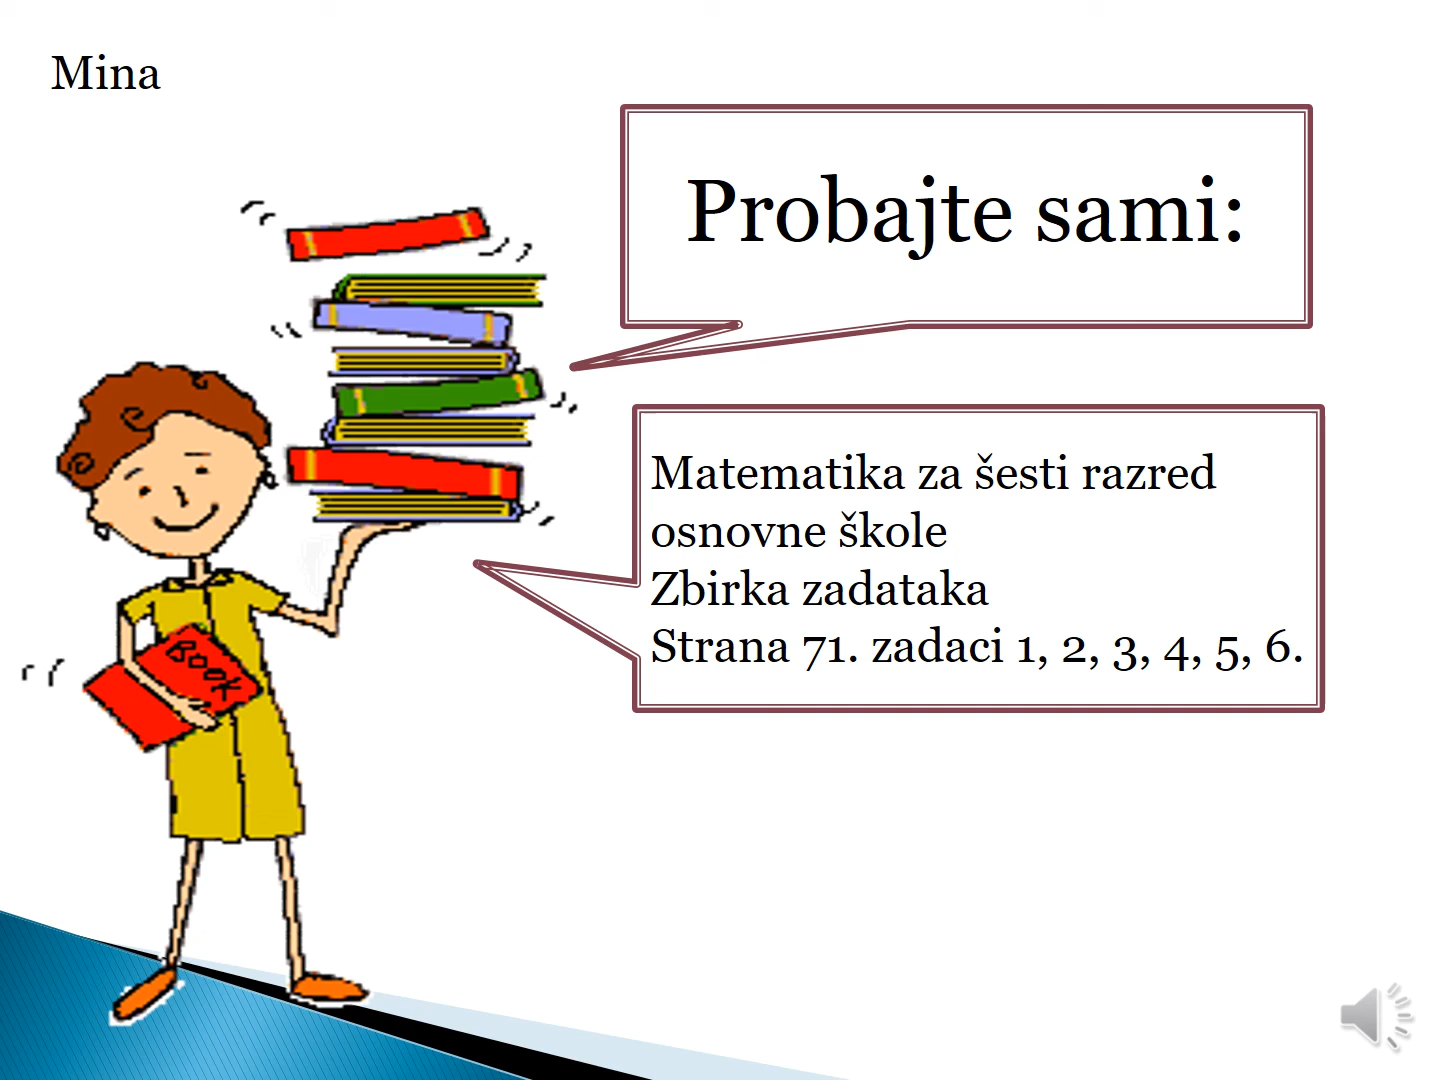 Mina
Probajte sami:
Matematika za šesti razred
osnovne škole
Zbirka zadataka
Strana 71. zadaci 1, 2, 3, 4, 5, 6.
BOOK